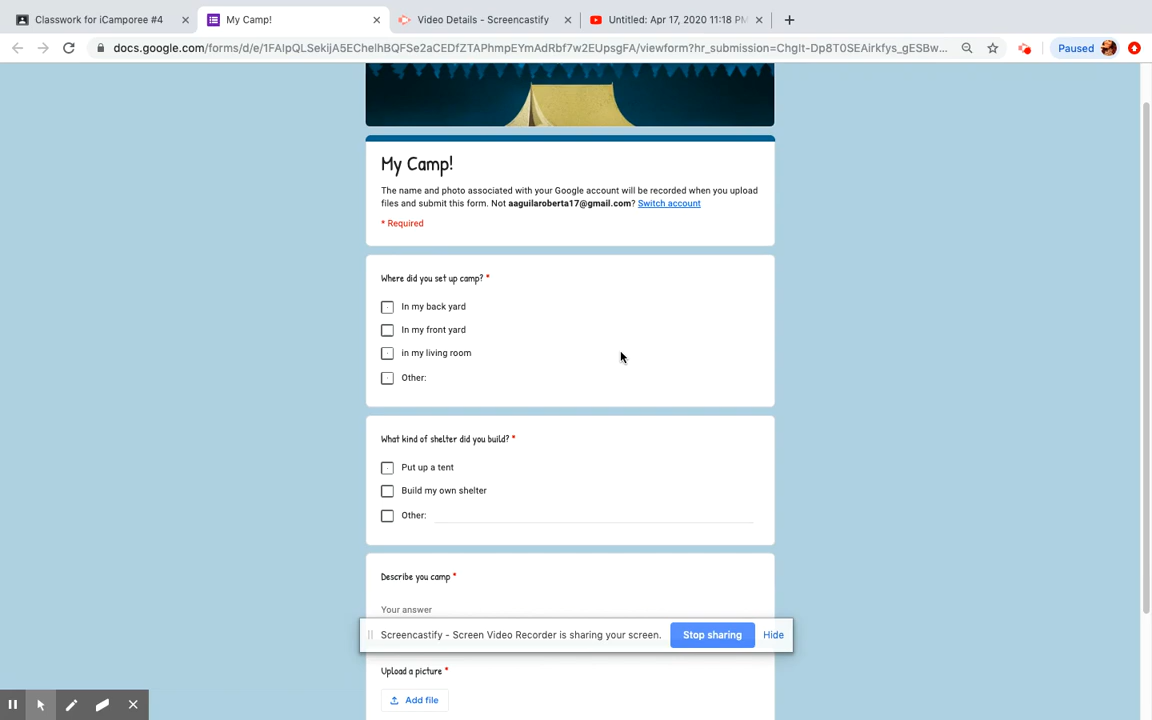 Classwork for iCamporee #4
My Camp!
Video Details - Screencastify
Untitled: Apr 17, 2020 11:18 PM
docs.google.com/forms/d/e/1FAIpQLSekijA5EChelhBQFSe2aCEDfZTAPhmpEYmAdRbf7w2EUpsgFA/viewform?hr_submission=ChgIt-Dp8T0SEAirkfys_gESBw...
Paused
My Camp!
The name and photo associated with your Google account will be recorded when you upload
files and submit this form. Not aaguilaroberta17@gmail.com? Switch account
* Required
Where did you set up camp? *
In my back yard
In my front yard
in my living room
Other:
What kind of shelter did you build? *
Put up a tent
Build my own shelter
Other:
Describe you camp *
Your answer
Screencastify - Screen Video Recorder is sharing your screen.
Stop sharing
Hide
Upload a picture *
Add file